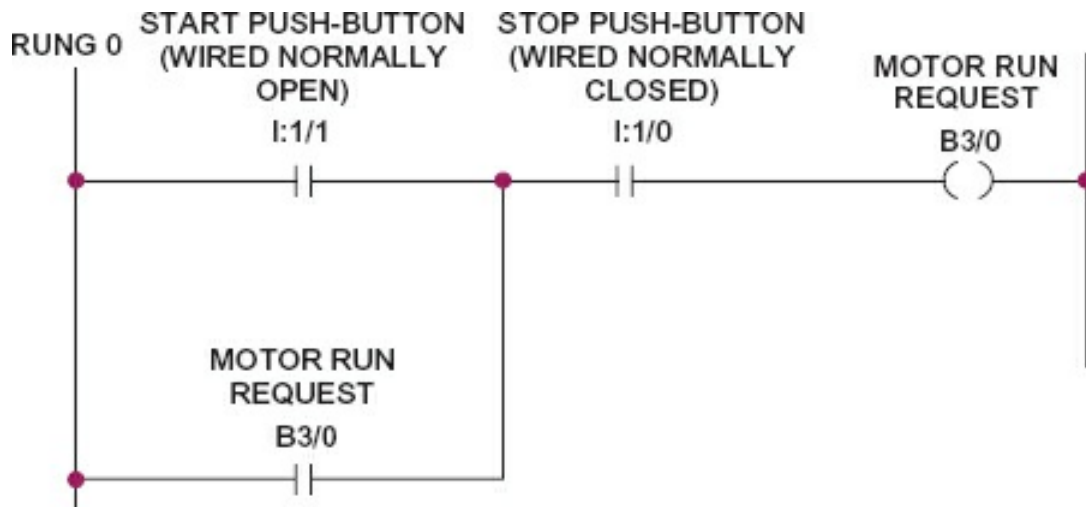 RUNG 0
START PUSH-BUTTON
(WIRED NORMALLY
OPEN)
I:1/1
STOP PUSH-BUTTON
(WIRED NORMALLY
CLOSED)
I:1/0
MOTOR RUN
REQUEST
B3/0
MOTOR RUN
REQUEST
B3/0